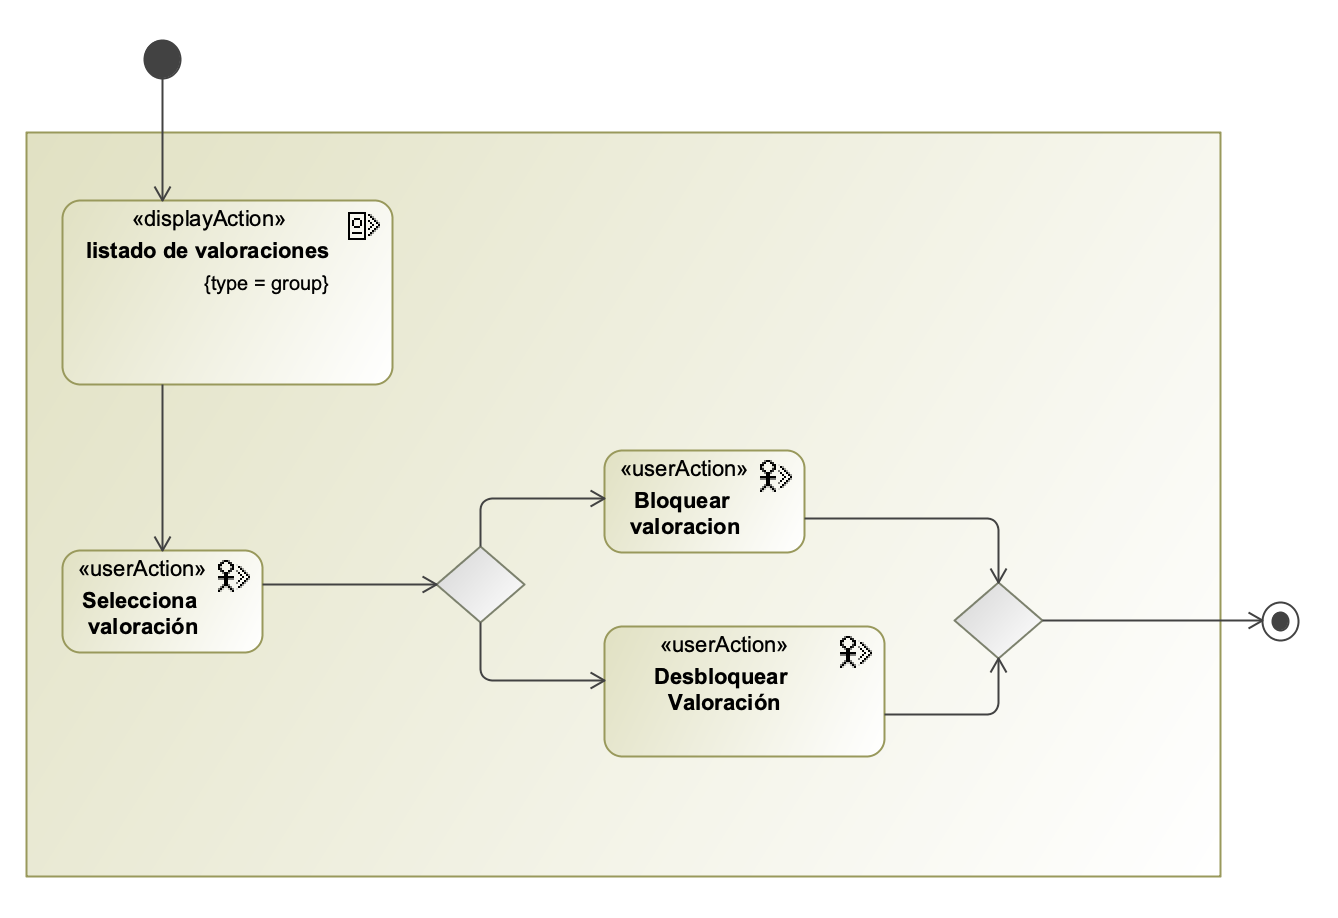 «displayAction»
listado de valoraciones
{type = group}
«userAction»
Selecciona
valoración
«userAction»
Bloquear
valoracion
«userAction»
Desbloquear
Valoración